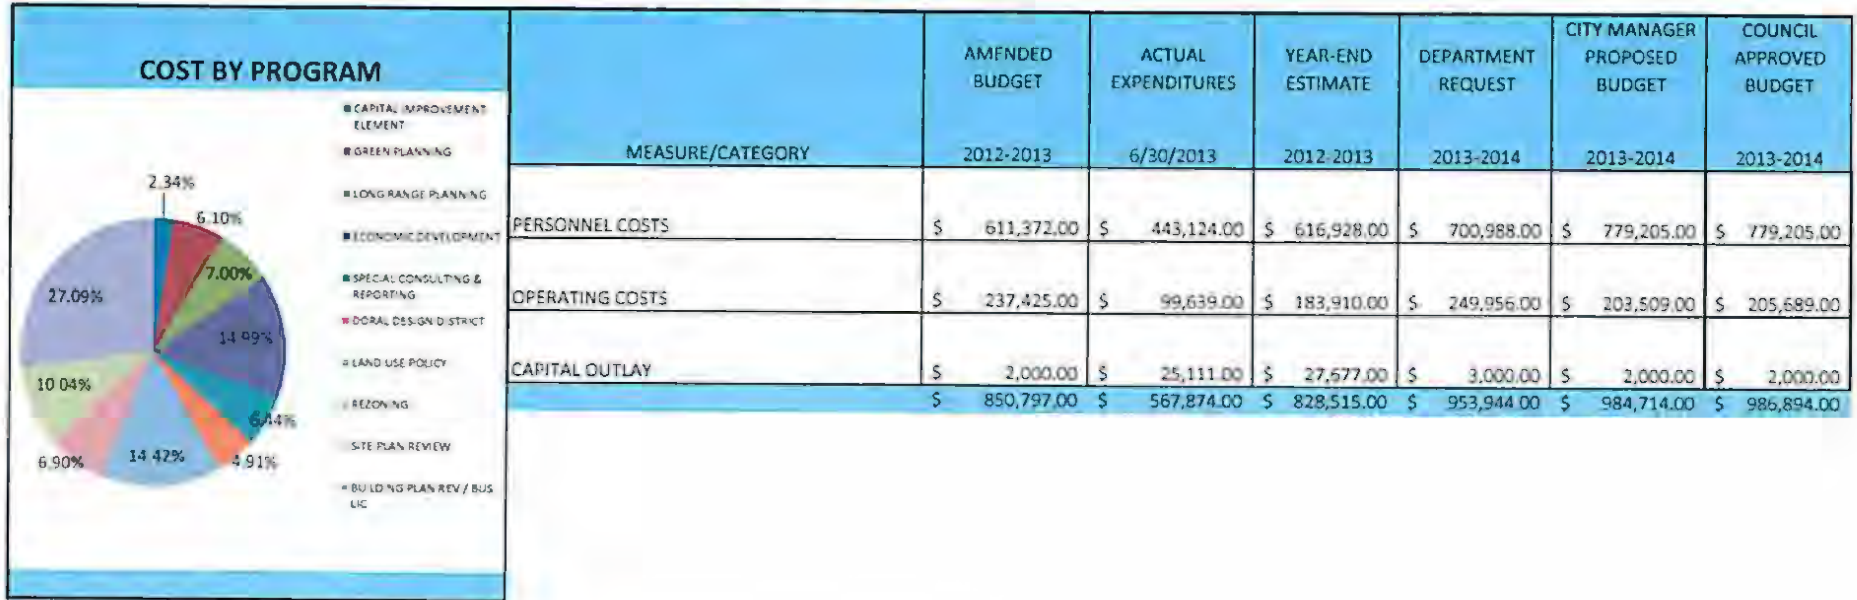 COST BY PROGRAM
CAPITAL IMPROVEMENT
ELEMENT
GREEN PLANNING
LONG RANGE PLANNING
ECONOMIC DEVELOPMENT
SPECIAL CONSULTING &
REPORTING
DORAL DESIGN DISTRICT
LAND USE POLICY
REZONING
SITE PLAN REVIEW
BUILDING PLAN REV / BUS
LIC
2.34%
6.10%
7.00%
14.99%
6.44%
4.91%
14.42%
6.90%
10.04%
27.09%
MEASURE/CATEGORY
AMENDED
BUDGET
2012-2013
ACTUAL
EXPENDITURES
6/30/2013
YEAR-END
ESTIMATE
2012-2013
DEPARTMENT
REQUEST
2013-2014
CITY MANAGER
PROPOSED
BUDGET
2013-2014
COUNCIL
APPROVED
BUDGET
2013-2014
PERSONNEL COSTS $ 611,372.00 $ 443,124.00 $ 616,928.00 $ 700,988.00 $ 779,205.00 $ 779,205.00
OPERATING COSTS $ 237,425.00 $ 99,639.00 $ 183,910.00 $ 249,956.00 $ 203,509.00 $ 205,689.00
CAPITAL OUTLAY $ 2,000.00 $ 25,111.00 $ 27,677.00 $ 3,000.00 $ 2,000.00 $ 2,000.00
$ 850,797.00 $ 567,874.00 $ 828,515.00 $ 953,944.00 $ 984,714.00 $ 986,894.00